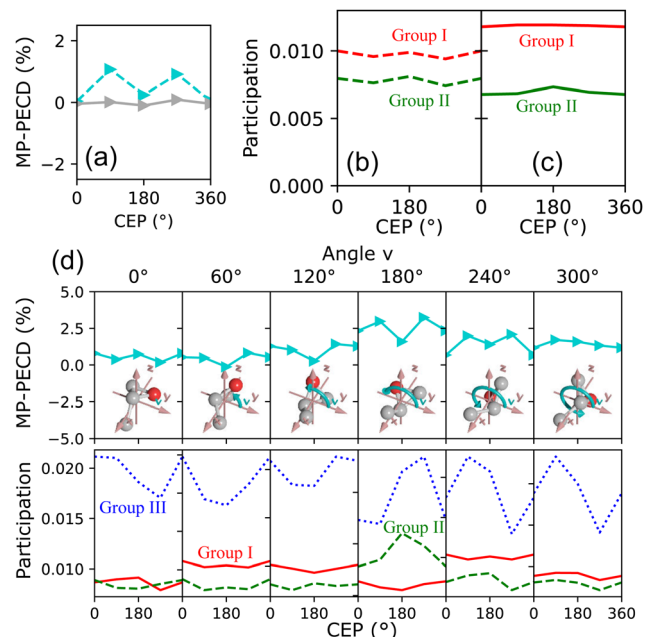 MP-PECD (%)
2
0
−2
(a)
0 180 360
CEP (°)
Participation
0.010
0.005
0.000
Group I
Group II
(b)
0 180
CEP (°)
Group I
Group II
(c)
0 180 360
CEP (°)
(d)
Angle v
0° 60° 120° 180° 240° 300°
MP-PECD (%)
5.0
2.5
0.0
−2.5
−5.0
z v y x
z v y x
z v y x
z v y x
z v y x
z v y x
Participation
0.020
0.015
0.010
Group III
Group I
Group II
0 180 0 180 0 180 0 180 0 180 0 180 360
CEP (°)